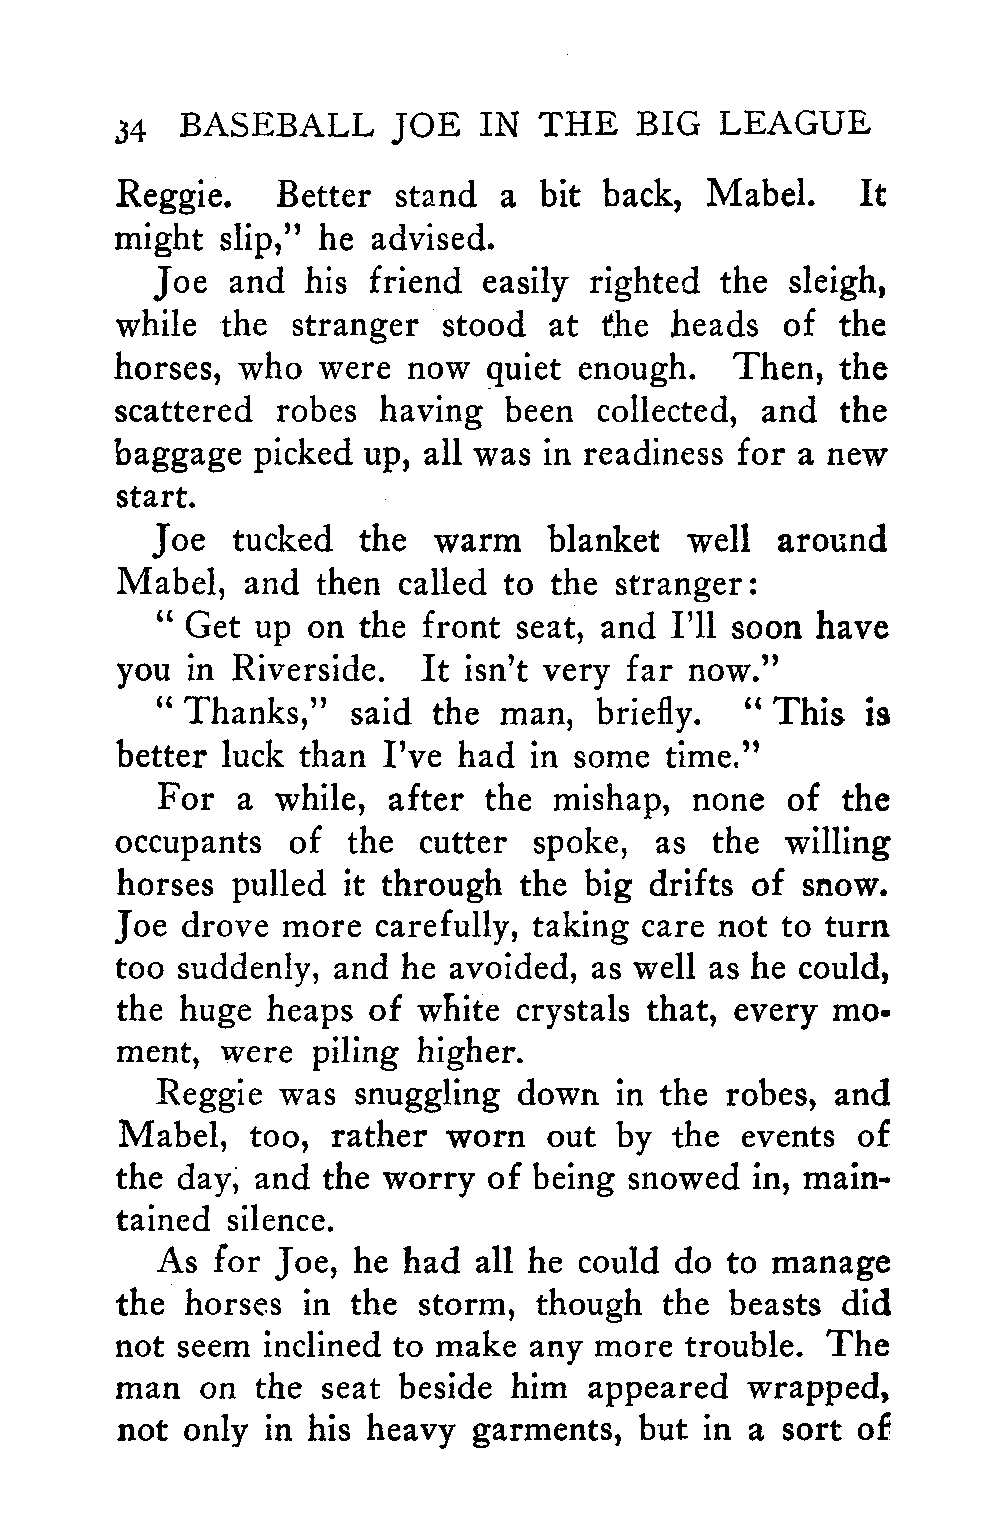 34 BASEBALL JOE IN THE BIG LEAGUE
Reggie. Better stand a bit back, Mabel. It
might slip," he advised.
Joe and his friend easily righted the sleigh,
while the stranger stood at the heads of the
horses, who were now quiet enough. Then, the
scattered robes having been collected, and the
baggage picked up, all was in readiness for a new
start.
Joe tucked the warm blanket well around
Mabel, and then called to the stranger:
" Get up on the front seat, and I'll soon have
you in Riverside. It isn't very far now."
" Thanks," said the man, briefly. " This is
better luck than I've had in some time."
For a while, after the mishap, none of the
occupants of the cutter spoke, as the willing
horses pulled it through the big drifts of snow.
Joe drove more carefully, taking care not to turn
too suddenly, and he avoided, as well as he could,
the huge heaps of white crystals that, every mo-
ment, were piling higher.
Reggie was snuggling down in the robes, and
Mabel, too, rather worn out by the events of
the day, and the worry of being snowed in, main-
tained silence.
As for Joe, he had all he could do to manage
the horses in the storm, though the beasts did
not seem inclined to make any more trouble. The
man on the seat beside him appeared wrapped,
not only in his heavy garments, but in a sort of